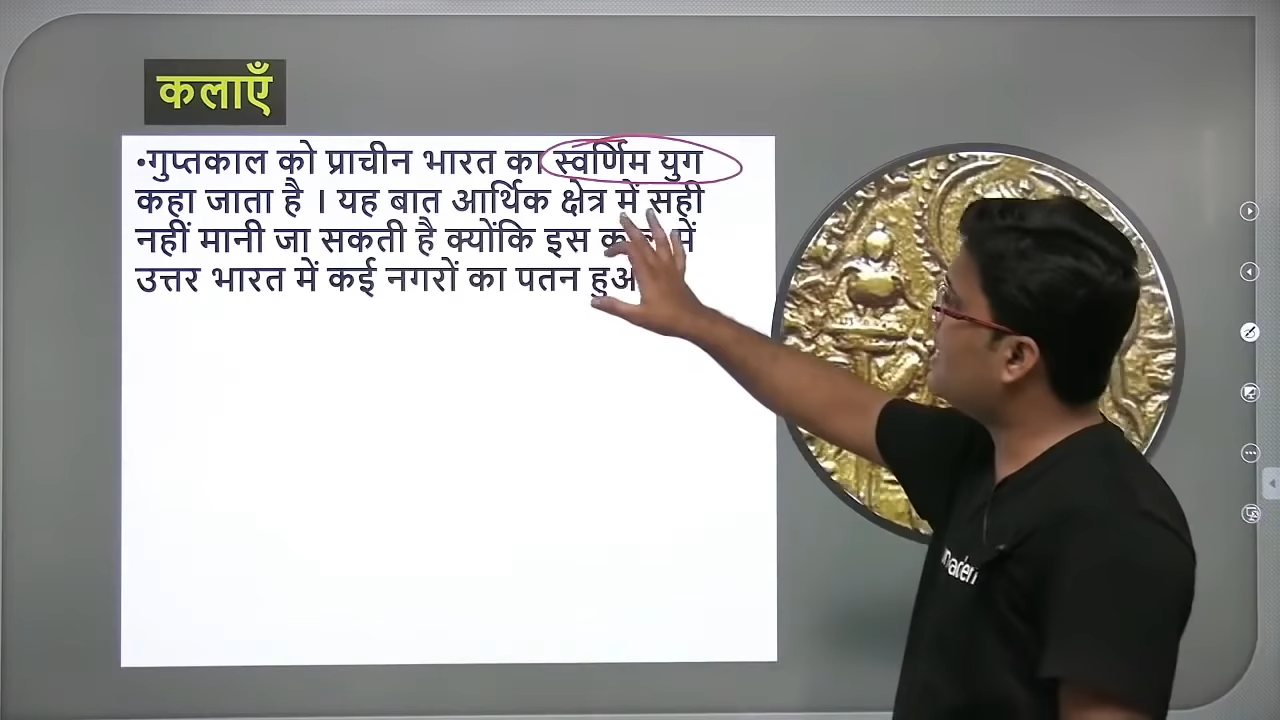 कलाएँ
•गुप्तकाल को प्राचीन भारत का स्वर्णिम युग
कहा जाता है । यह बात आर्थिक क्षेत्र में सही
नहीं मानी जा सकती है क्योंकि इस में
उत्तर भारत में कई नगरों का पतन